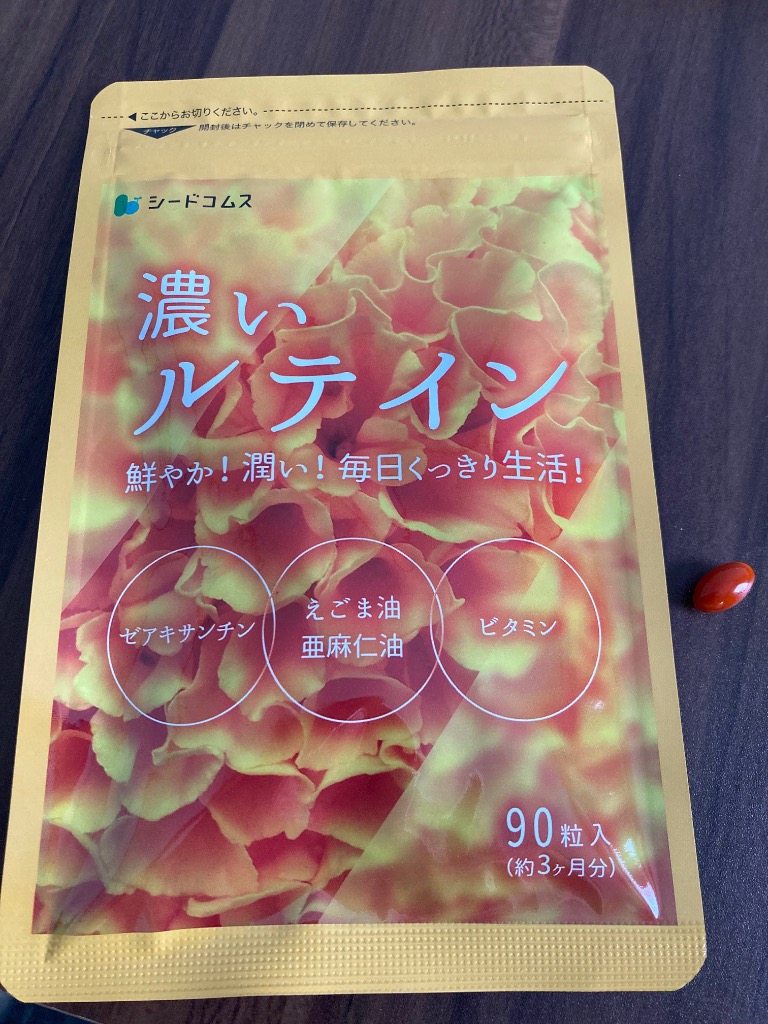 ここからお切りください。
チャック
開封後はチャックを閉めて保存してください。
シードコムス
濃い
ルテイン
鮮やか！潤い！毎日くっきり生活！
ゼアキサンチン
えごま油
亜麻仁油
ビタミン
90粒入
(約3ヶ月分)